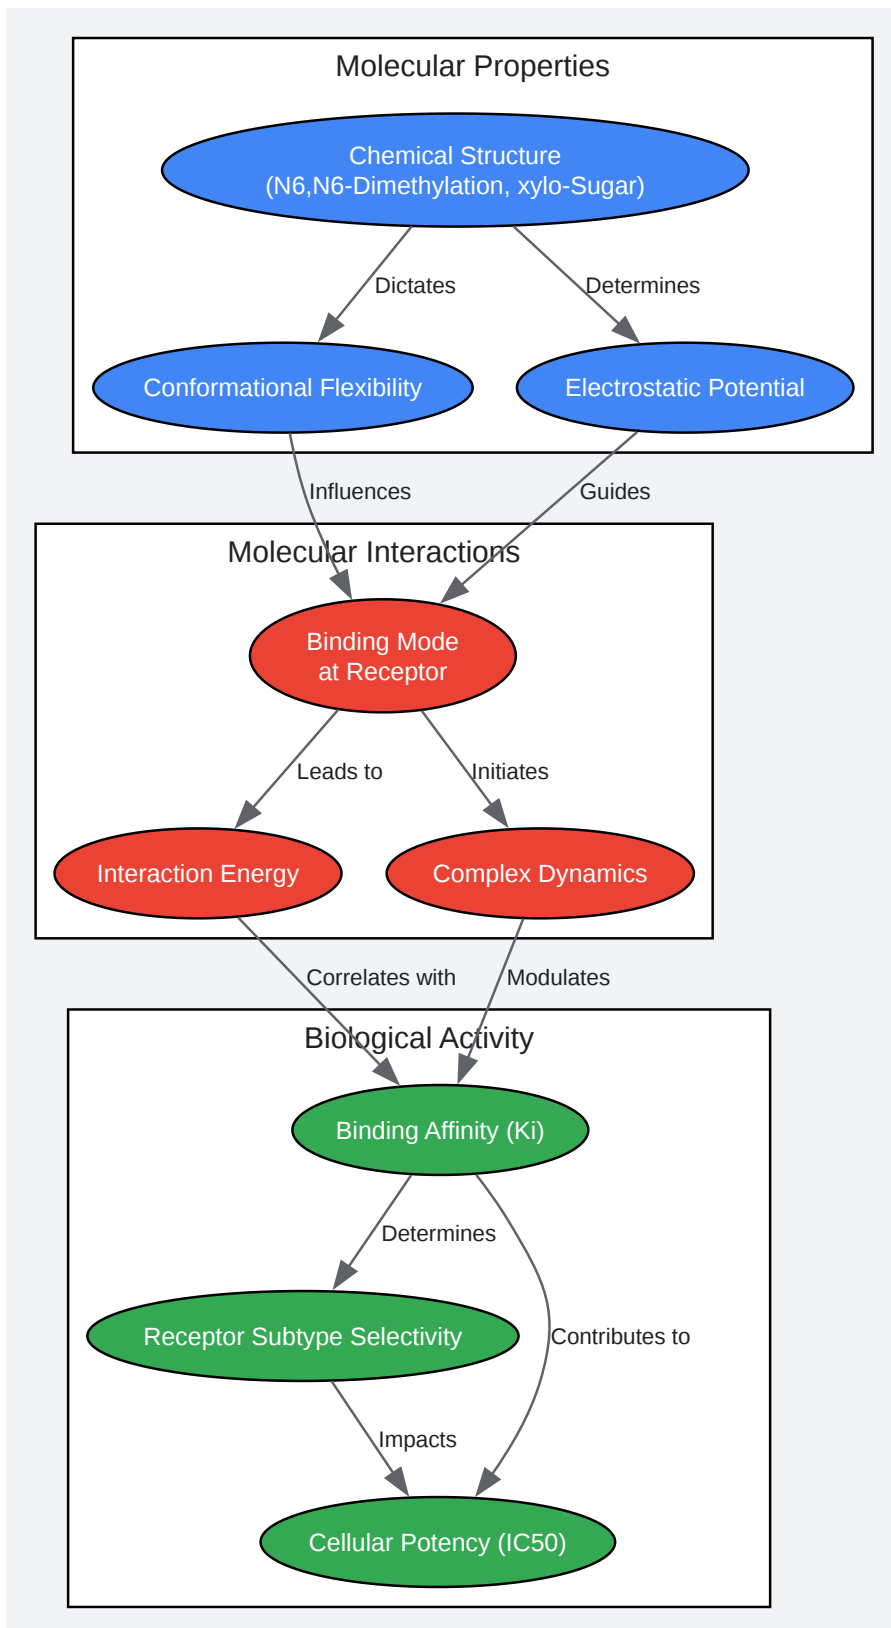 Molecular Properties
Chemical Structure
(N6,N6-Dimethylation, xylo-Sugar)
Dictates
Determines
Conformational Flexibility
Electrostatic Potential
Influences
Guides
Molecular Interactions
Binding Mode
at Receptor
Leads to
Initiates
Interaction Energy
Complex Dynamics
Correlates with
Modulates
Biological Activity
Binding Affinity (Ki)
Determines
Receptor Subtype Selectivity
Contributes to
Impacts
Cellular Potency (IC50)